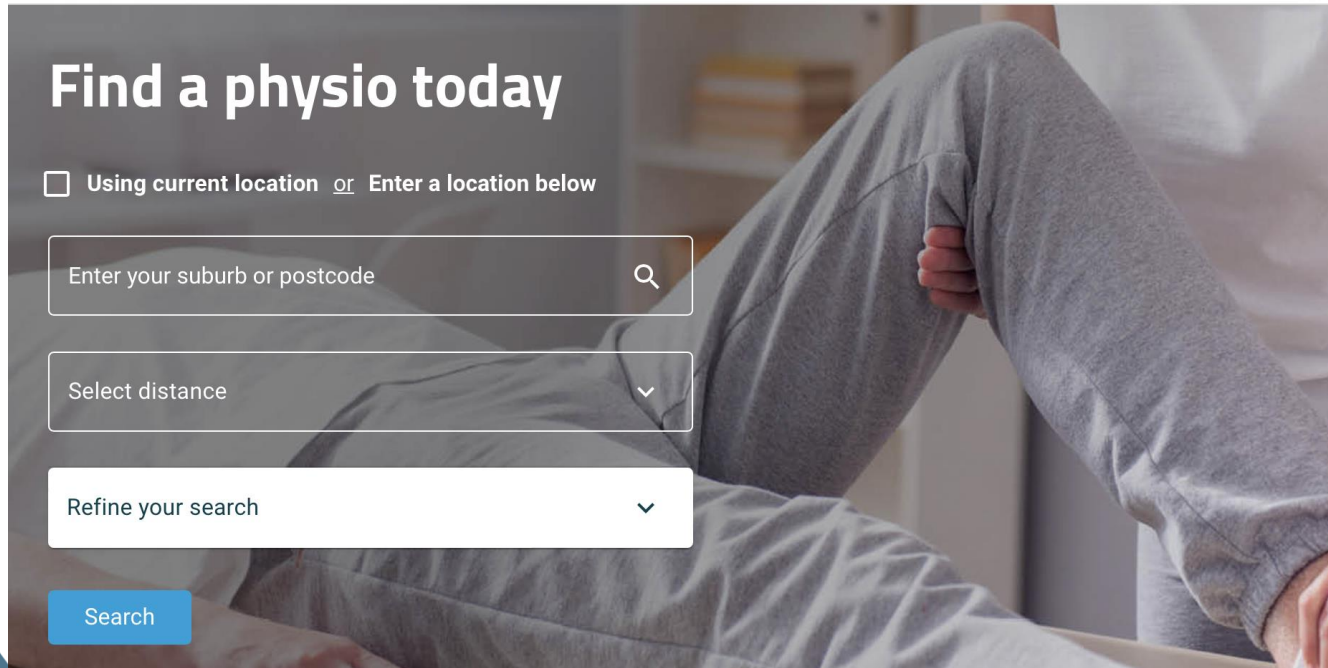 Find a physio today
Using current location or Enter a location below
Enter your suburb or postcode
Select distance
Refine your search
Search